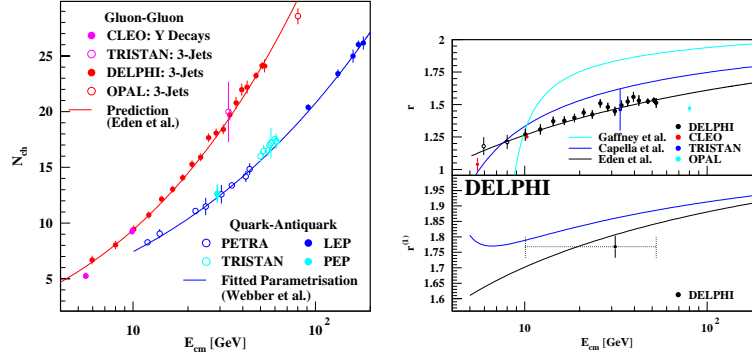 Gluon-Gluon
CLEO: Υ Decays
TRISTAN: 3-Jets
DELPHI: 3-Jets
OPAL: 3-Jets
Prediction
(Eden et al.)
N_ch
25
20
15
10
5
Quark-Antiquark
PETRA LEP
TRISTAN PEP
Fitted Parametrisation
(Webber et al.)
10 10^2
E_cm [GeV]
r
2
1.75
1.5
1.25
1
Gaffney et al.
Capella et al.
Eden et al.
DELPHI
CLEO
TRISTAN
OPAL
DELPHI
r^(1)
1.95
1.9
1.85
1.8
1.75
1.7
1.65
1.6
DELPHI
10 10^2
E_cm [GeV]